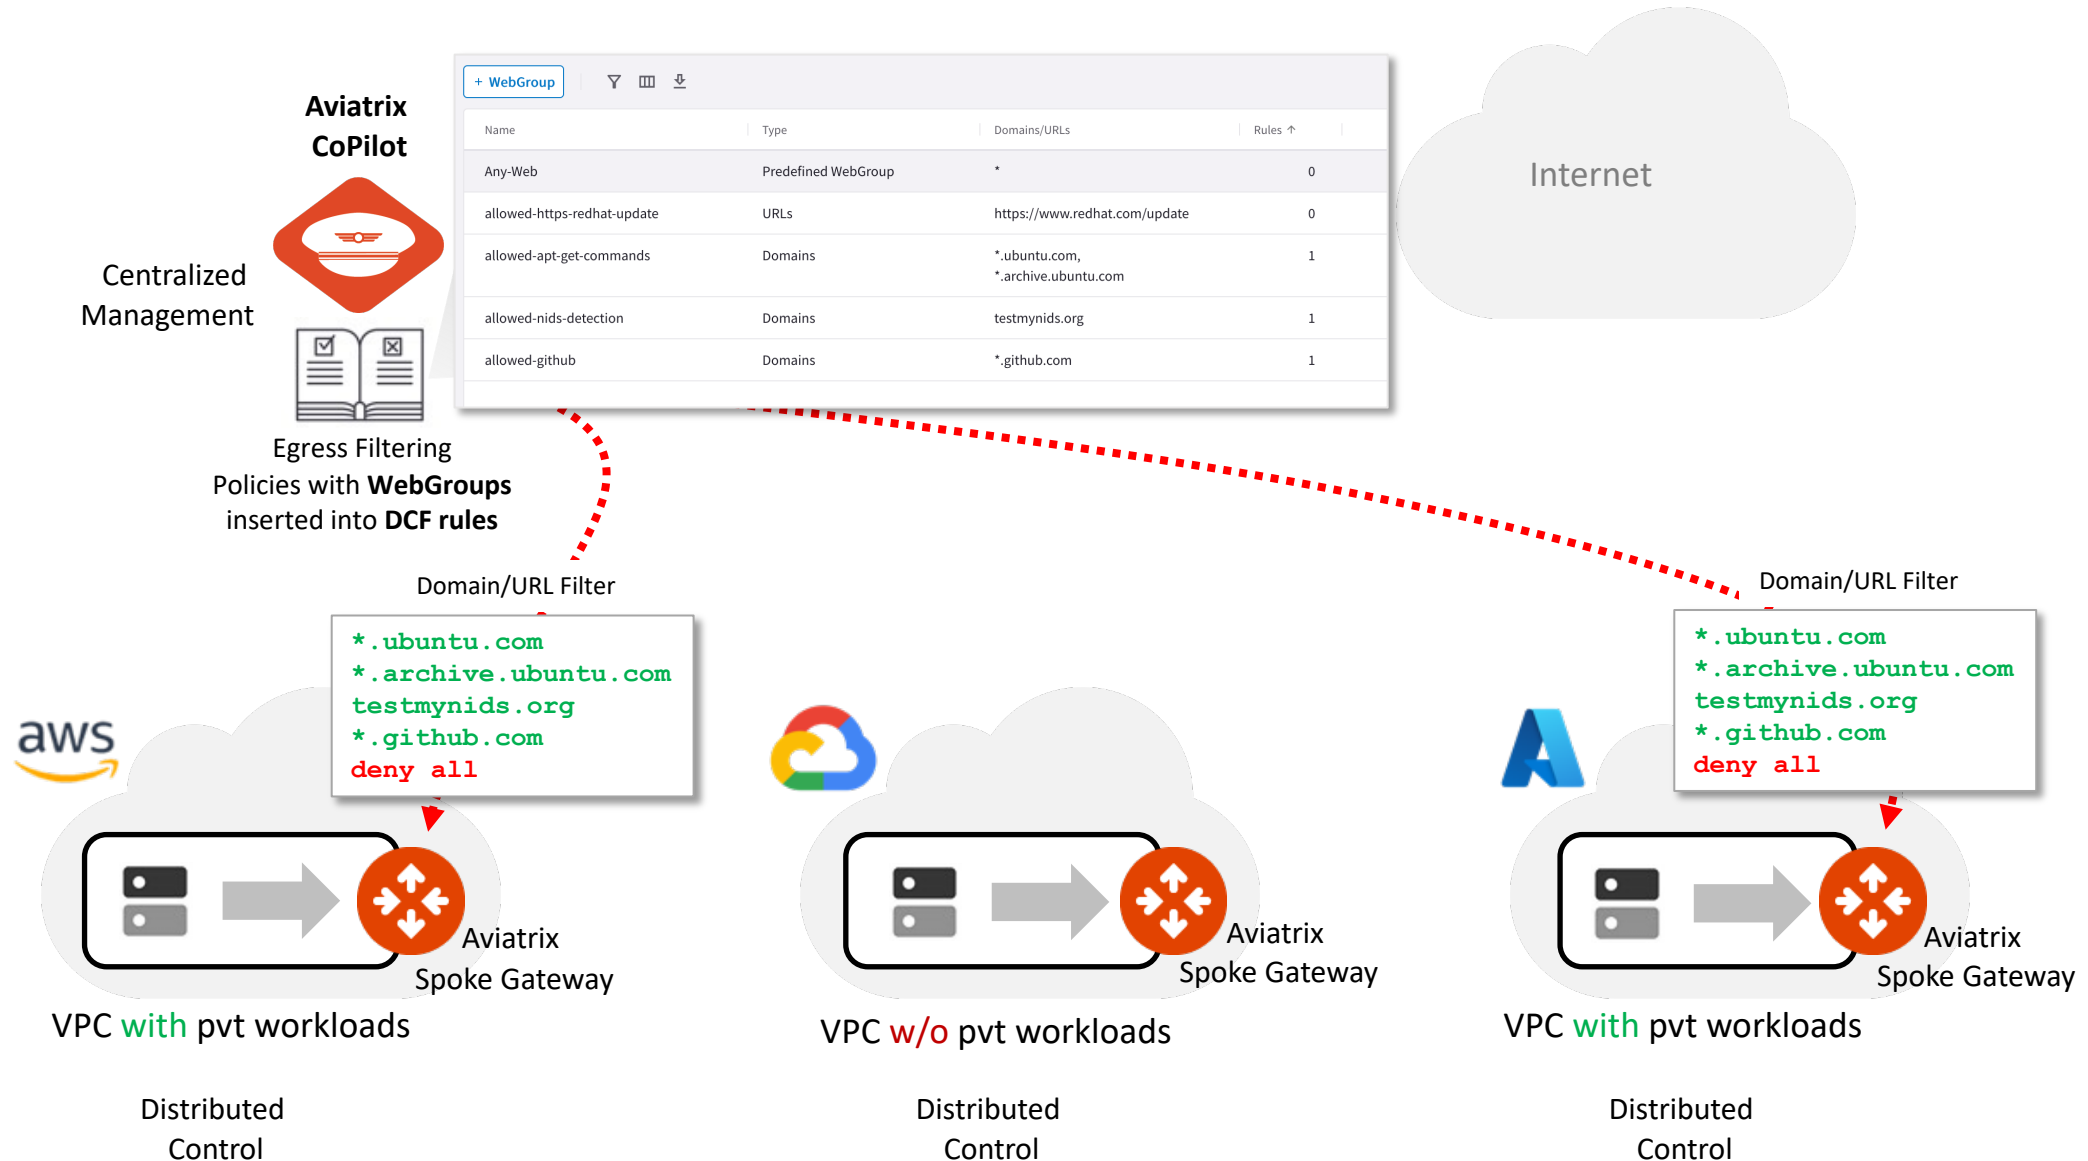 Aviatrix
CoPilot
Centralized
Management
+ WebGroup
Name Type Domains/URLs Rules ↑
Any-Web Predefined WebGroup * 0
allowed-https-redhat-update URLs https://www.redhat.com/update 0
allowed-apt-get-commands Domains *.ubuntu.com, 1
*.archive.ubuntu.com
allowed-nids-detection Domains testmynids.org 1
allowed-github Domains *.github.com 1
Internet
Egress Filtering
Policies with WebGroups
inserted into DCF rules
Domain/URL Filter
*.ubuntu.com
*.archive.ubuntu.com
testmynids.org
*.github.com
deny all
aws
Aviatrix
Spoke Gateway
VPC with pvt workloads
Distributed
Control
Aviatrix
Spoke Gateway
VPC w/o pvt workloads
Distributed
Control
Domain/URL Filter
*.ubuntu.com
*.archive.ubuntu.com
testmynids.org
*.github.com
deny all
Aviatrix
Spoke Gateway
VPC with pvt workloads
Distributed
Control